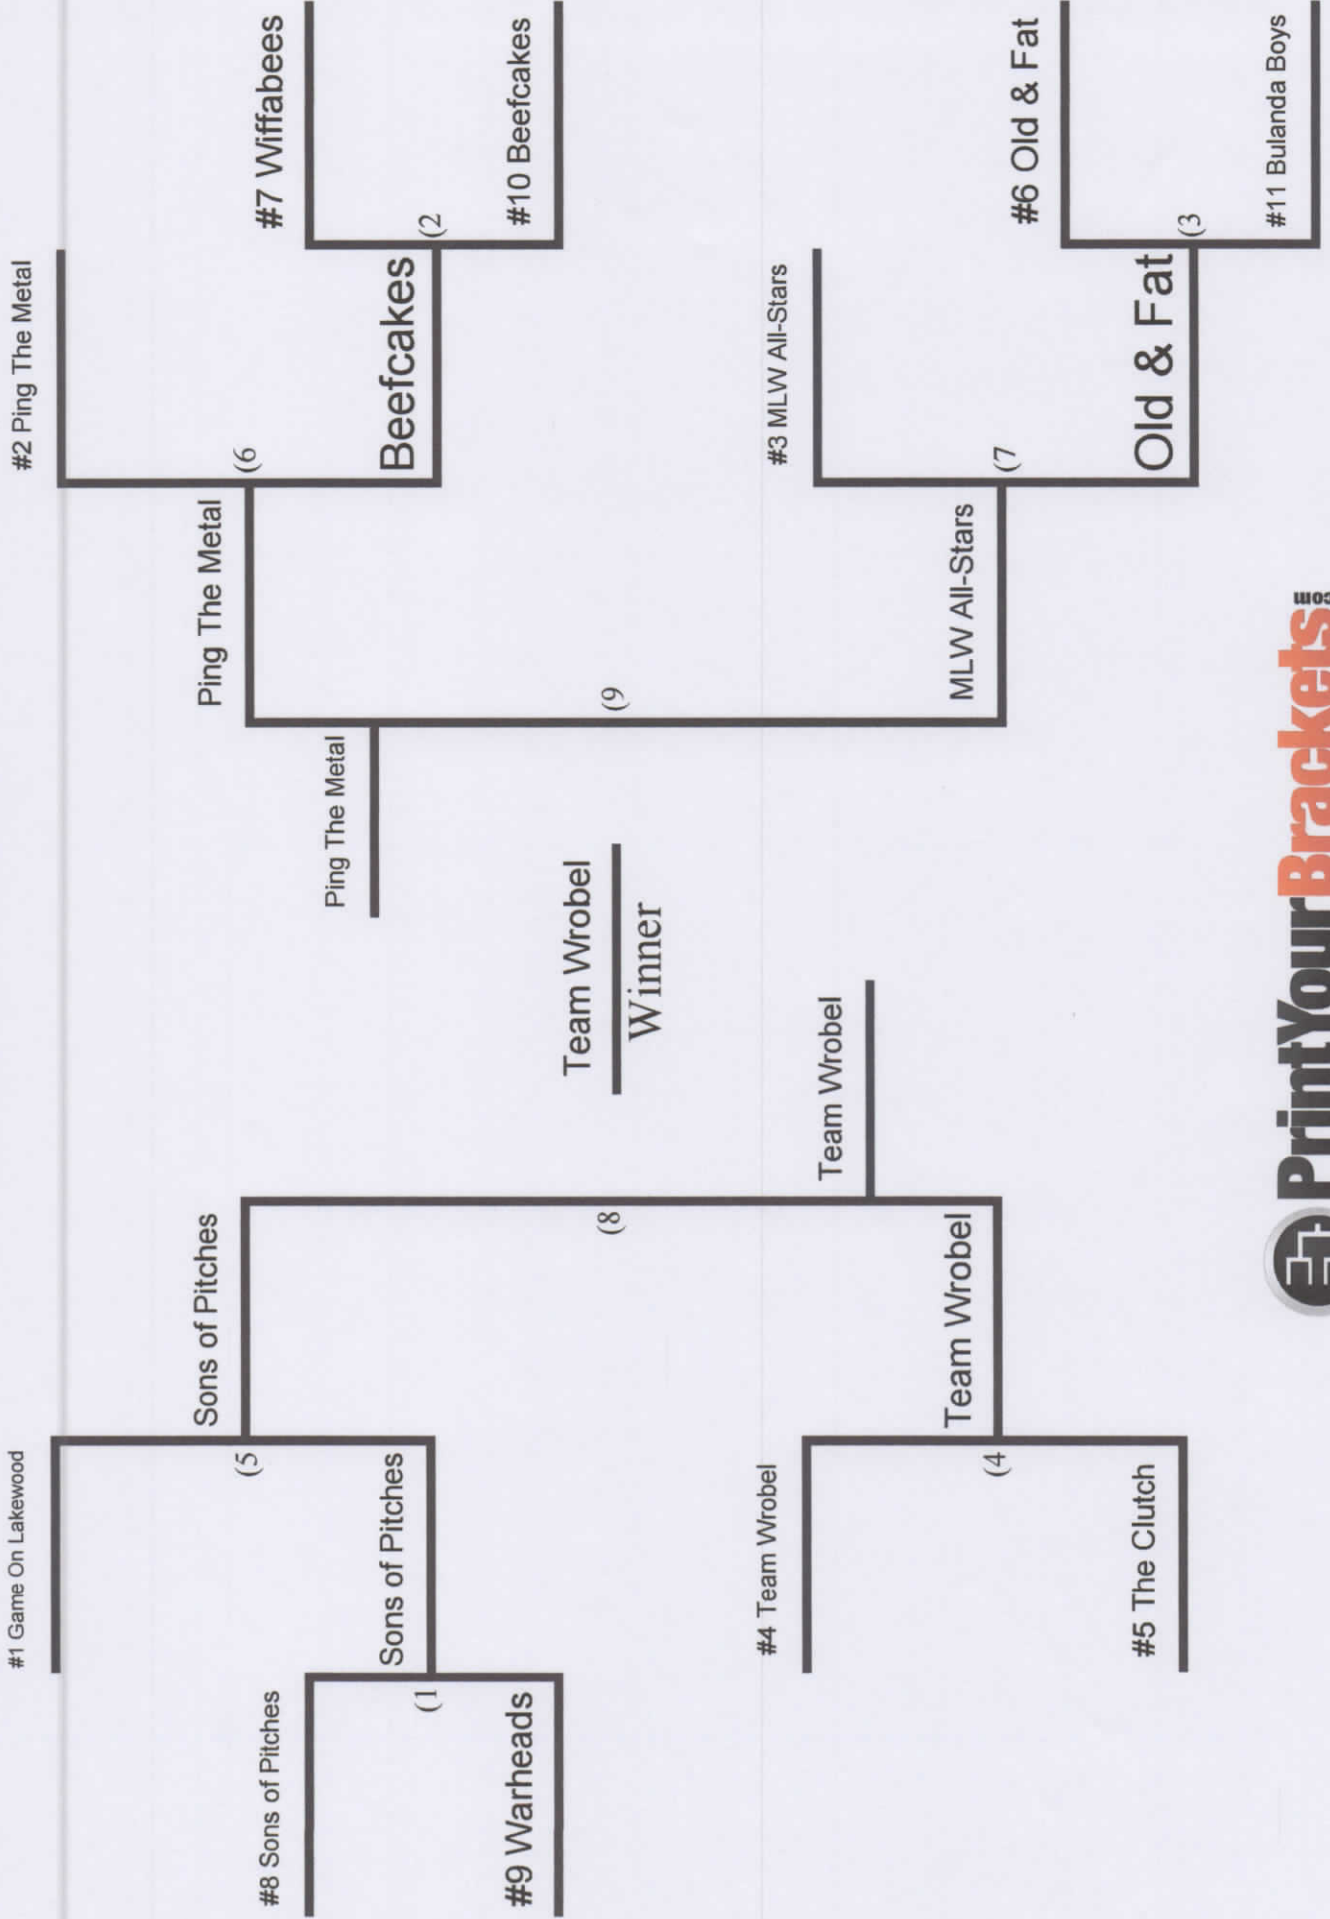 #1 Game On Lakewood
#8 Sons of Pitches
(1
#9 Warheads
Sons of Pitches
(5
Sons of Pitches
#4 Team Wrobel
(4
#5 The Clutch
Team Wrobel
(8
Team Wrobel
Team Wrobel
Winner
Ping The Metal
(9
Ping The Metal
#2 Ping The Metal
(6
Beefcakes
#7 Wiffabees
(2
#10 Beefcakes
MLW All-Stars
#3 MLW All-Stars
(7
Old & Fat
#6 Old & Fat
(3
#11 Bulanda Boys
PrintYourBrackets.com